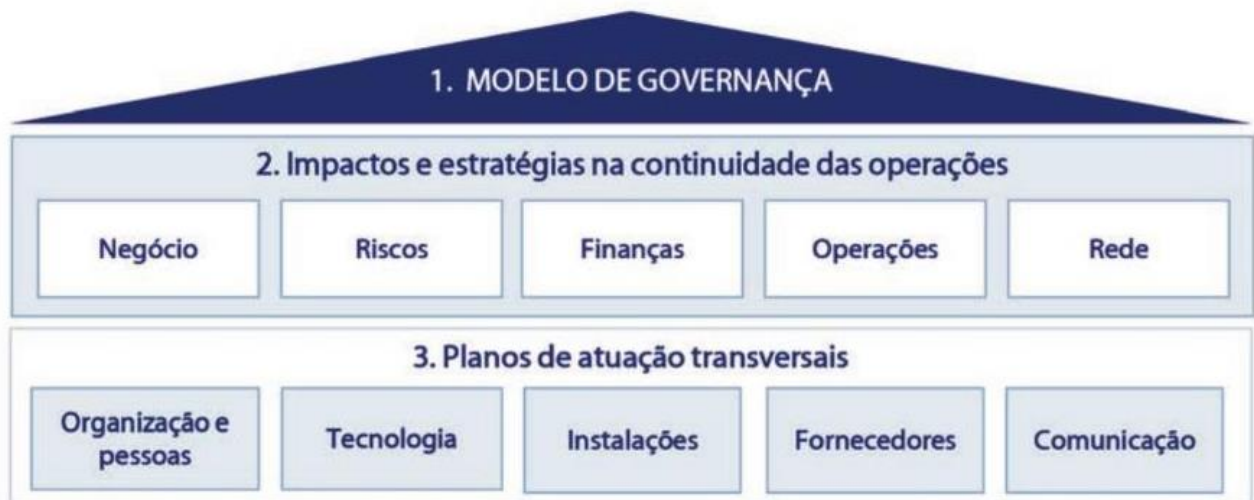 1. MODELO DE GOVERNANÇA
2. Impactos e estratégias na continuidade das operações
Negócio
Riscos
Finanças
Operações
Rede
3. Planos de atuação transversais
Organização e
pessoas
Tecnologia
Instalações
Fornecedores
Comunicação